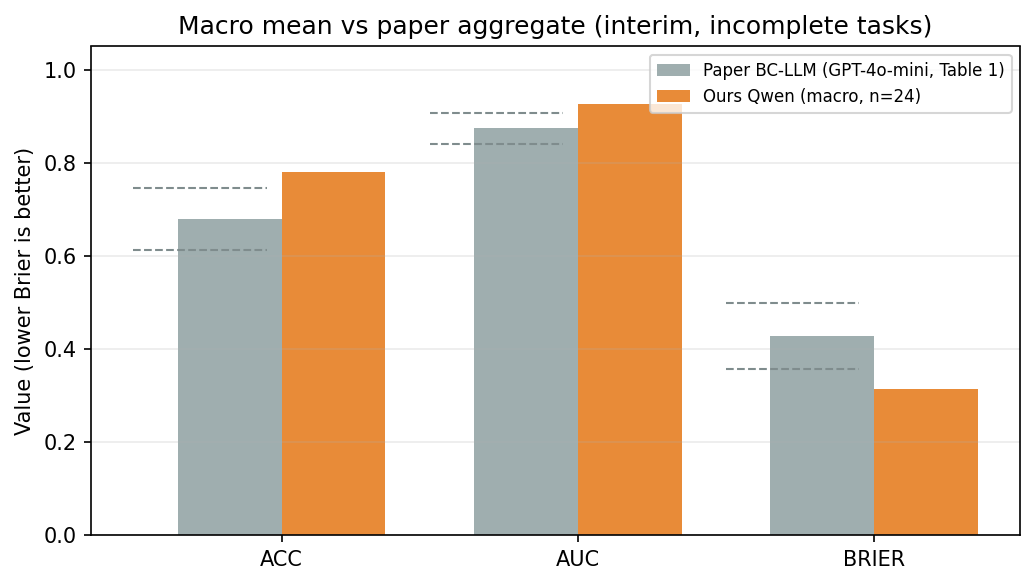 Macro mean vs paper aggregate (interim, incomplete tasks)
Value (lower Brier is better)
1.0
0.8
0.6
0.4
0.2
0.0
Paper BC-LLM (GPT-4o-mini, Table 1)
Ours Qwen (macro, n=24)
ACC
AUC
BRIER